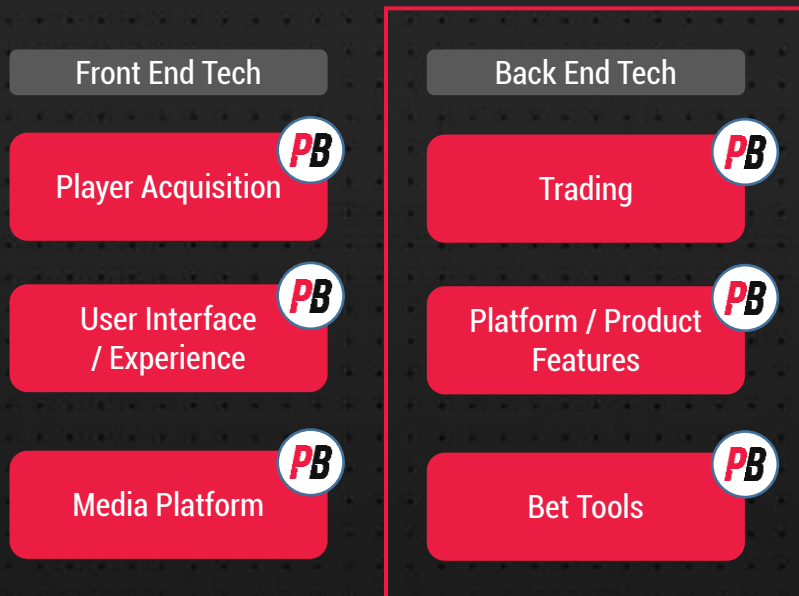 Front End Tech
PB
Player Acquisition
PB
User Interface
/ Experience
PB
Media Platform
Back End Tech
PB
Trading
PB
Platform / Product
Features
PB
Bet Tools